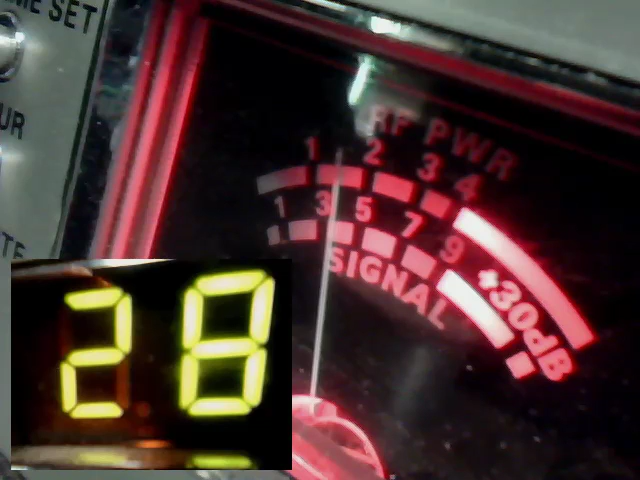 ME SET
UR
TE
RF PWR
1 2 3 4
1 3 5 7 9 +30dB
SIGNAL
28